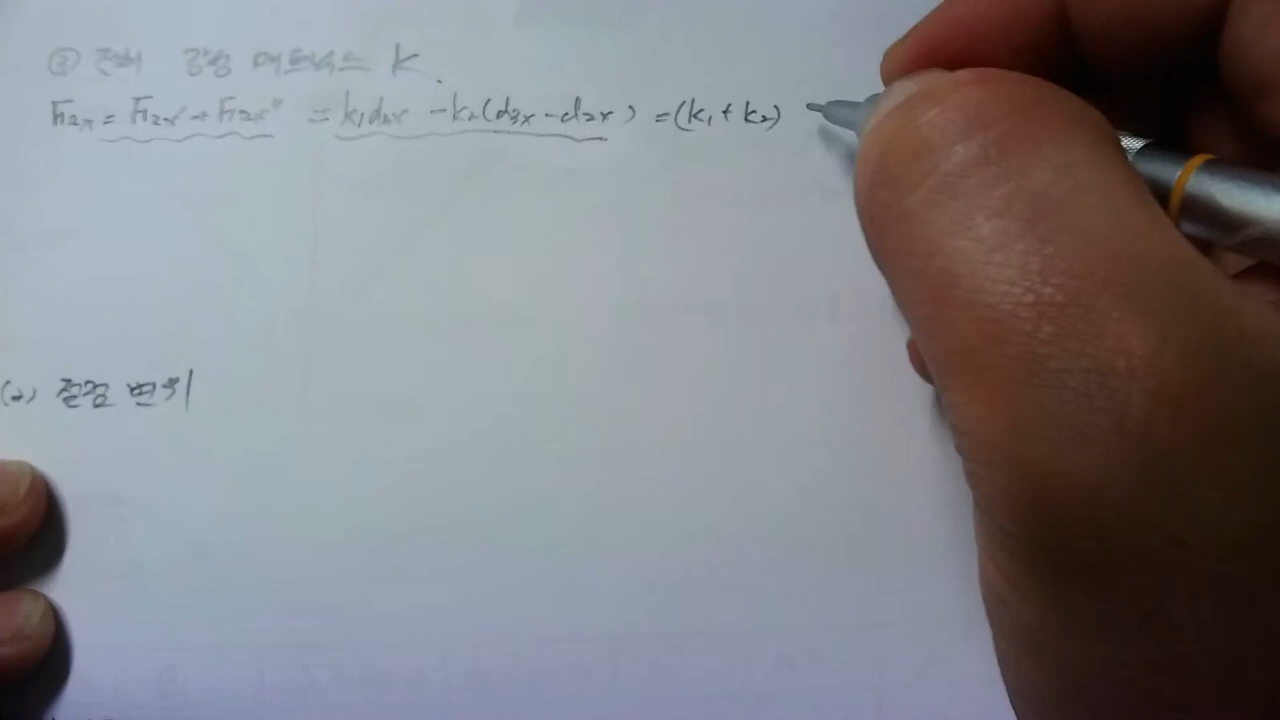 ② 전체 강성 매트릭스 K.
F₂ₓ = F₂ₓ' + F₂ₓ" = k₁d₂ₓ - k₂(d₃ₓ - d₂ₓ) = (k₁ + k₂)
(2) 절점 변위